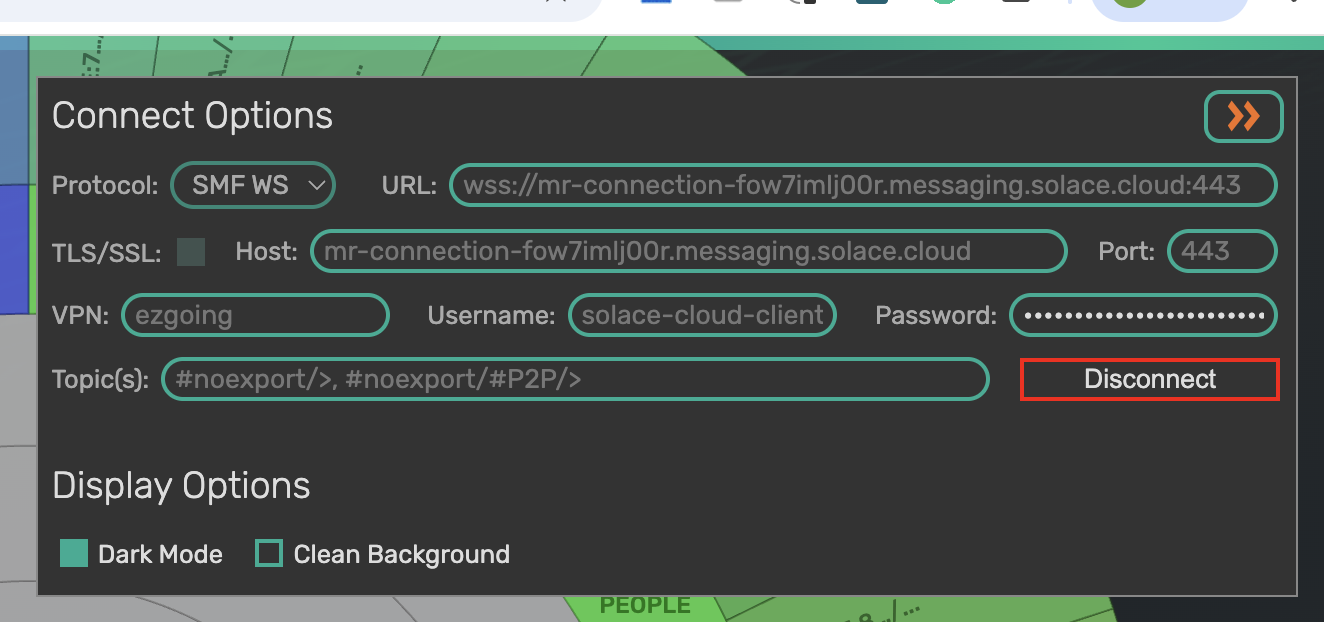 Connect Options
Protocol: SMF WS URL: wss://mr-connection-fow7imlj00r.messaging.solace.cloud:443
TLS/SSL: Host: mr-connection-fow7imlj00r.messaging.solace.cloud Port: 443
VPN: ezgoing Username: solace-cloud-client Password: ••••••••••••••••••••••••
Topic(s): #noexport/>, #noexport/#P2P/> Disconnect
Display Options
Dark Mode Clean Background
PEOPLE